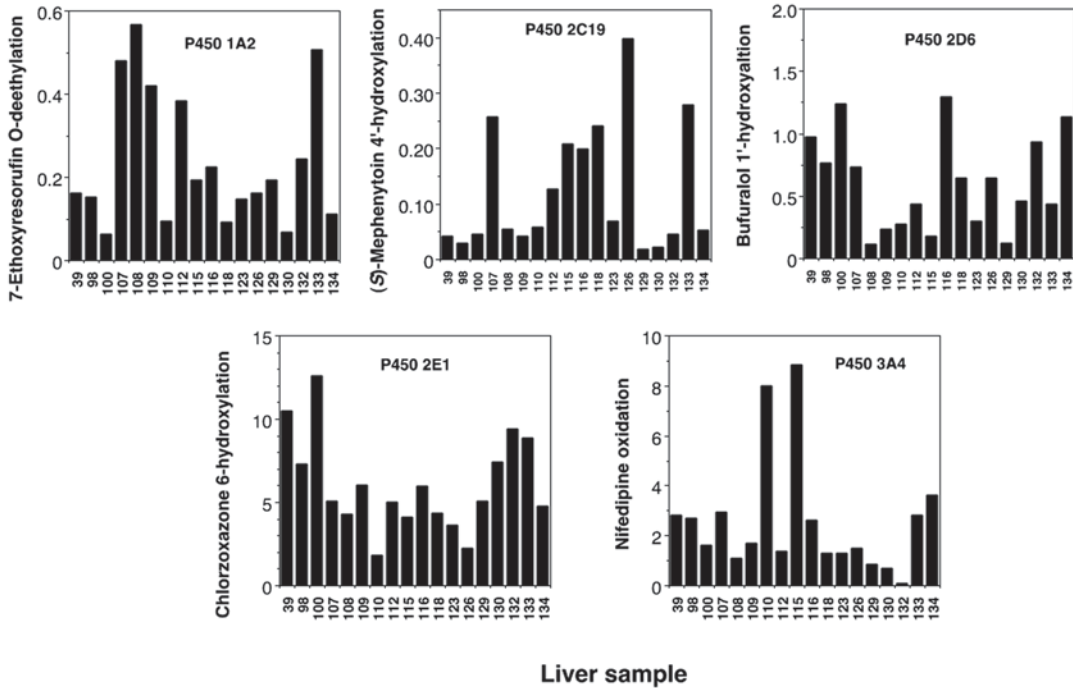 P450 1A2
7-Ethoxyresorufin O-deethylation
0.6
0.4
0.2
0
39 98 100 107 108 109 110 112 115 116 118 123 126 129 130 132 133 134
P450 2C19
(S)-Mephenytoin 4'-hydroxylation
0.40
0.30
0.20
0.10
0
39 98 100 107 108 109 110 112 115 116 118 123 126 129 130 132 133 134
P450 2D6
Bufuralol 1'-hydroxyaltion
2.0
1.5
1.0
0.5
0
39 98 100 107 108 109 110 112 115 116 118 123 126 129 130 132 133 134
P450 2E1
Chlorzoxazone 6-hydroxylation
15
10
5
0
39 98 100 107 108 109 110 112 115 116 118 123 126 129 130 132 133 134
P450 3A4
Nifedipine oxidation
10
8
6
4
2
0
39 98 100 107 108 109 110 112 115 116 118 123 126 129 130 132 133 134
Liver sample